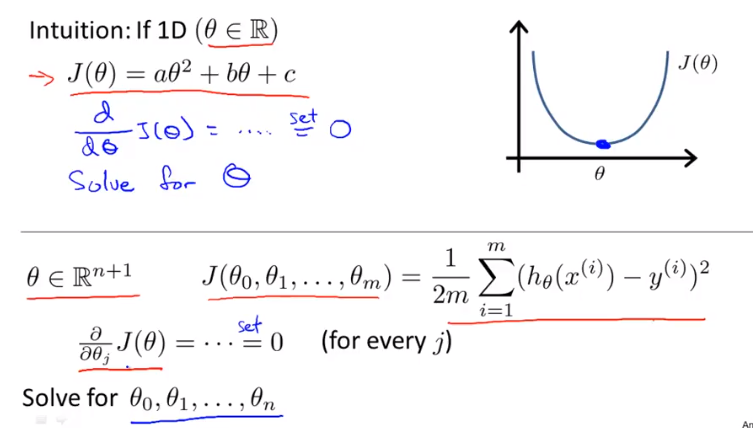 Intuition: If 1D (θ ∈ ℝ)
→ J(θ) = aθ² + bθ + c
d/dθ J(θ) = .... set = 0
Solve for θ
J(θ)
θ
θ ∈ ℝⁿ⁺¹ J(θ₀, θ₁, . . . , θₘ) = 1/2m ∑ᵢ₌₁ᵐ (h_θ(x⁽ⁱ⁾) − y⁽ⁱ⁾)²
∂/∂θⱼ J(θ) = ⋯ set = 0 (for every j)
Solve for θ₀, θ₁, . . . , θₙ
An